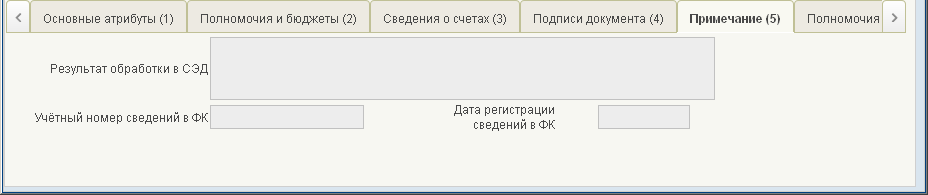 Основные атрибуты (1) Полномочия и бюджеты (2) Сведения о счетах (3) Подписи документа (4) Примечание (5) Полномочия
Результат обработки в СЭД
Учётный номер сведений в ФК Дата регистрации
сведений в ФК